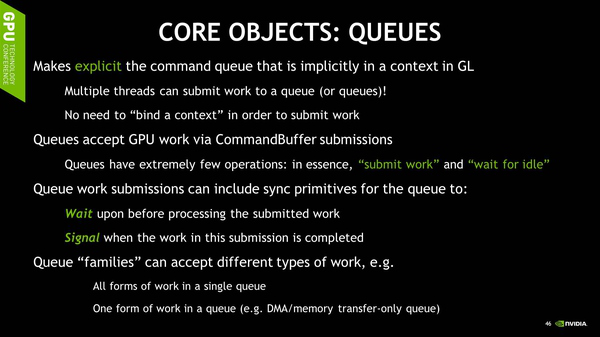 GPU TECHNOLOGY
CONFERENCE
CORE OBJECTS: QUEUES
Makes explicit the command queue that is implicitly in a context in GL
Multiple threads can submit work to a queue (or queues)!
No need to “bind a context” in order to submit work
Queues accept GPU work via CommandBuffer submissions
Queues have extremely few operations: in essence, “submit work” and “wait for idle”
Queue work submissions can include sync primitives for the queue to:
Wait upon before processing the submitted work
Signal when the work in this submission is completed
Queue “families” can accept different types of work, e.g.
All forms of work in a single queue
One form of work in a queue (e.g. DMA/memory transfer-only queue)
46 NVIDIA